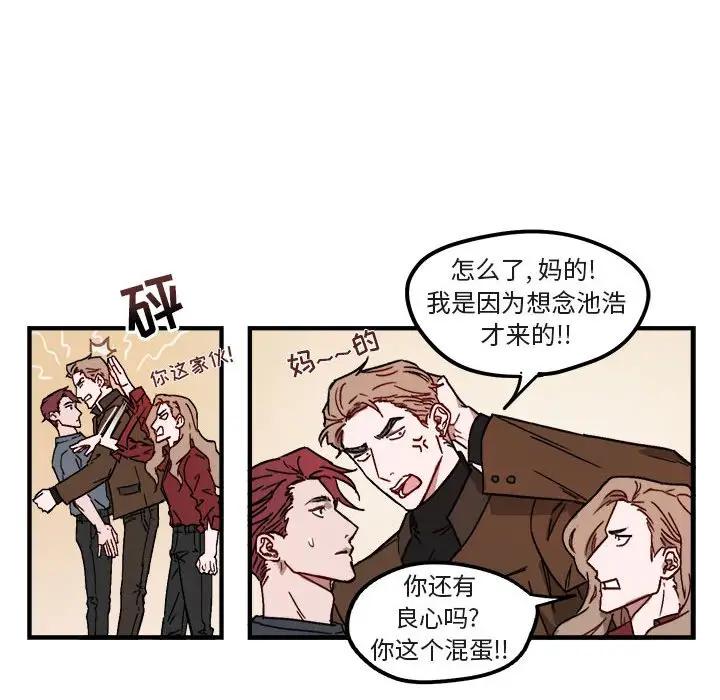 砰
你这家伙!
妈~~的
怎么了, 妈的!
我是因为想念池浩
才来的!!
你还有
良心吗?
你这个混蛋!!